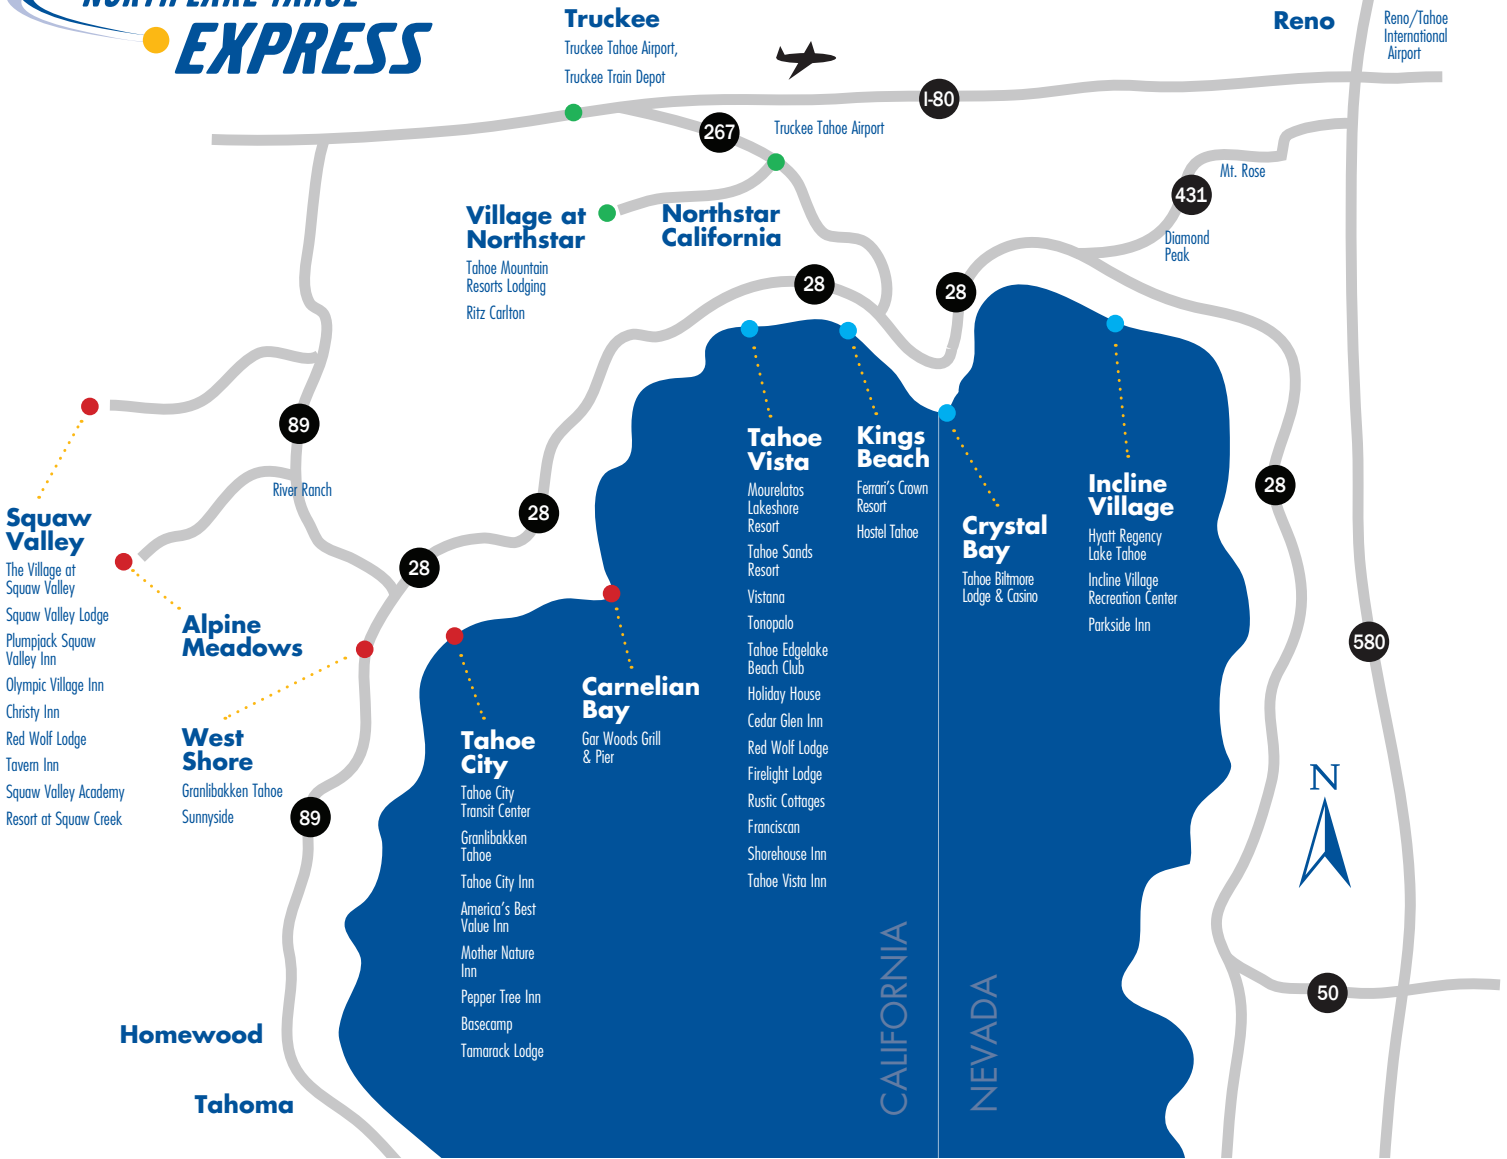 NORTH LAKE TAHOE
EXPRESS
Truckee
Truckee Tahoe Airport,
Truckee Train Depot
Reno
Reno/Tahoe
International
Airport
I-80
267
Truckee Tahoe Airport
Mt. Rose
431
Village at
Northstar
Tahoe Mountain
Resorts Lodging
Ritz Carlton
Northstar
California
Diamond
Peak
28
28
89
River Ranch
28
28
28
Squaw
Valley
The Village at
Squaw Valley
Squaw Valley Lodge
Plumpjack Squaw
Valley Inn
Olympic Village Inn
Christy Inn
Red Wolf Lodge
Tavern Inn
Squaw Valley Academy
Resort at Squaw Creek
Alpine
Meadows
West
Shore
Granlibakken Tahoe
Sunnyside
89
Tahoe
City
Tahoe City
Transit Center
Granlibakken
Tahoe
Tahoe City Inn
America's Best
Value Inn
Mother Nature
Inn
Pepper Tree Inn
Basecamp
Tamarack Lodge
Carnelian
Bay
Gar Woods Grill
& Pier
Tahoe
Vista
Mourelatos
Lakeshore
Resort
Tahoe Sands
Resort
Vistana
Tonopalo
Tahoe Edgelake
Beach Club
Holiday House
Cedar Glen Inn
Red Wolf Lodge
Firelight Lodge
Rustic Cottages
Franciscan
Shorehouse Inn
Tahoe Vista Inn
Kings
Beach
Ferrari's Crown
Resort
Hostel Tahoe
Crystal
Bay
Tahoe Biltmore
Lodge & Casino
Incline
Village
Hyatt Regency
Lake Tahoe
Incline Village
Recreation Center
Parkside Inn
580
N
50
CALIFORNIA
NEVADA
Homewood
Tahoma